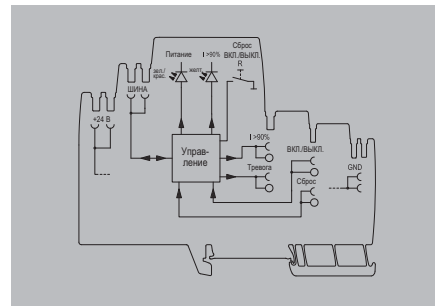 Питание
I >90%
Сброс
ВКЛ./ВЫКЛ.
R
зел./
крас.
желт.
ШИНА
+24 В
I >90%
Управ-
ление
Тревога
ВКЛ./ВЫКЛ.
Сброс
GND